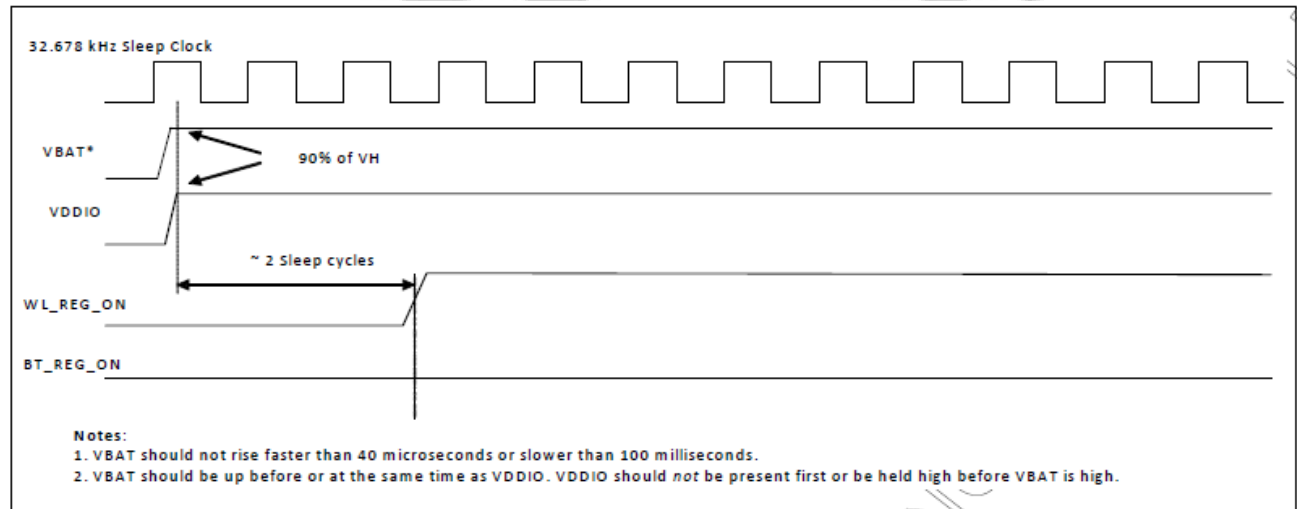 32.678 kHz Sleep Clock
VBAT*
90% of VH
VDDIO
~ 2 Sleep cycles
WL_REG_ON
BT_REG_ON
Notes:
1. VBAT should not rise faster than 40 microseconds or slower than 100 milliseconds.
2. VBAT should be up before or at the same time as VDDIO. VDDIO should not be present first or be held high before VBAT is high.